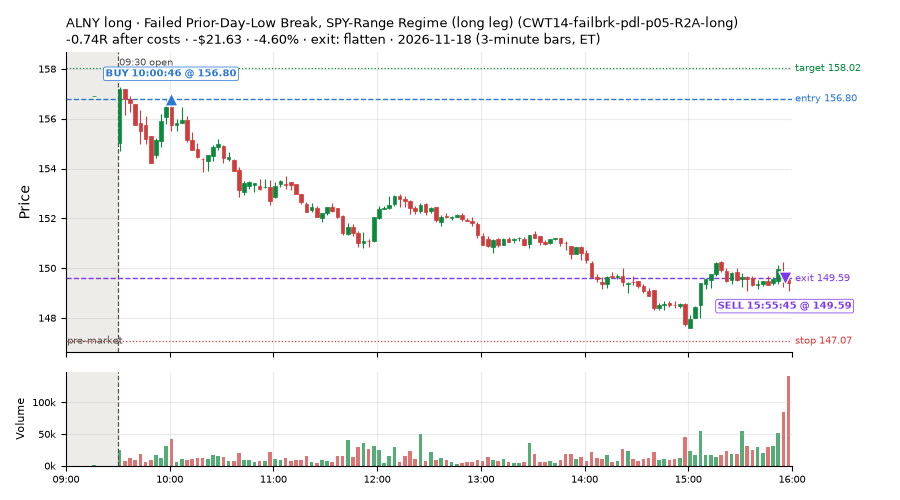 ALNY long · Failed Prior-Day-Low Break, SPY-Range Regime (long leg) (CWT14-failbrk-pdl-p05-R2A-long)
-0.74R after costs · -$21.63 · -4.60% · exit: flatten · 2026-11-18 (3-minute bars, ET)
09:30 open
BUY 10:00:46 @ 156.80
target 158.02
entry 156.80
exit 149.59
SELL 15:55:45 @ 149.59
stop 147.07
pre-market
Price
158
156
154
152
150
148
Volume
100k
50k
0k
09:00
10:00
11:00
12:00
13:00
14:00
15:00
16:00